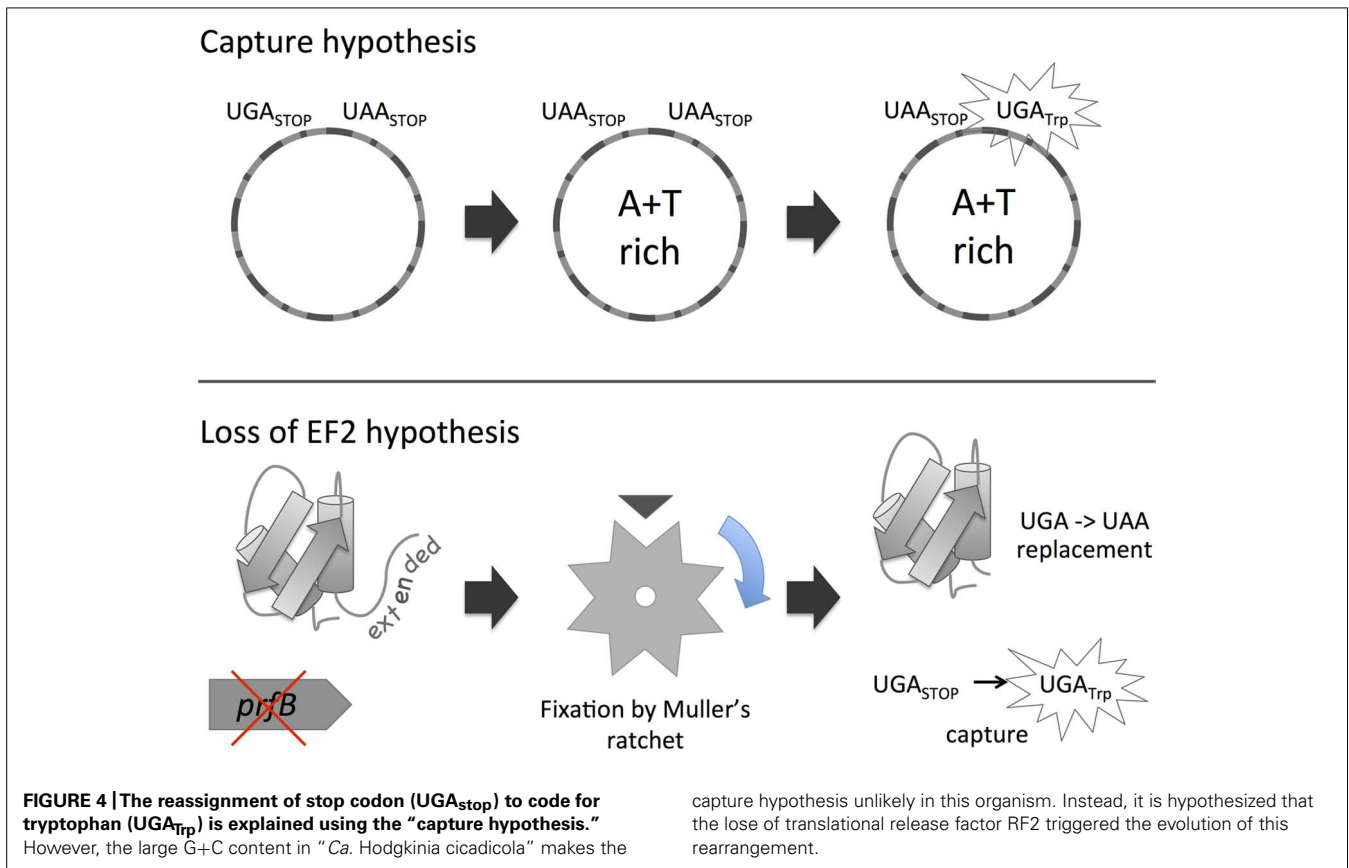 Capture hypothesis
UGASTOP UAASTOP
UAASTOP UAASTOP
UAASTOP UGATrp
A+T
rich
A+T
rich
Loss of EF2 hypothesis
extended
prfB
Fixation by Muller's
ratchet
UGA -> UAA
replacement
UGASTOP → UGATrp
capture
FIGURE 4 | The reassignment of stop codon (UGAstop) to code for
tryptophan (UGATrp) is explained using the “capture hypothesis.”
However, the large G+C content in “Ca. Hodgkinia cicadicola” makes the
capture hypothesis unlikely in this organism. Instead, it is hypothesized that
the lose of translational release factor RF2 triggered the evolution of this
rearrangement.